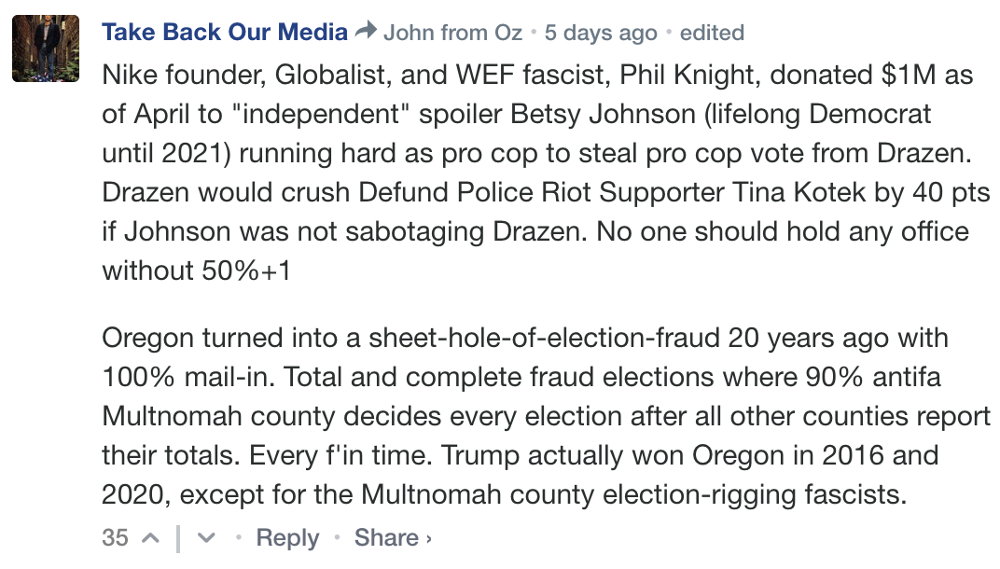 Take Back Our Media John from Oz • 5 days ago • edited
Nike founder, Globalist, and WEF fascist, Phil Knight, donated $1M as
of April to "independent" spoiler Betsy Johnson (lifelong Democrat
until 2021) running hard as pro cop to steal pro cop vote from Drazen.
Drazen would crush Defund Police Riot Supporter Tina Kotek by 40 pts
if Johnson was not sabotaging Drazen. No one should hold any office
without 50%+1
Oregon turned into a sheet-hole-of-election-fraud 20 years ago with
100% mail-in. Total and complete fraud elections where 90% antifa
Multnomah county decides every election after all other counties report
their totals. Every f'in time. Trump actually won Oregon in 2016 and
2020, except for the Multnomah county election-rigging fascists.
35 • Reply • Share ›